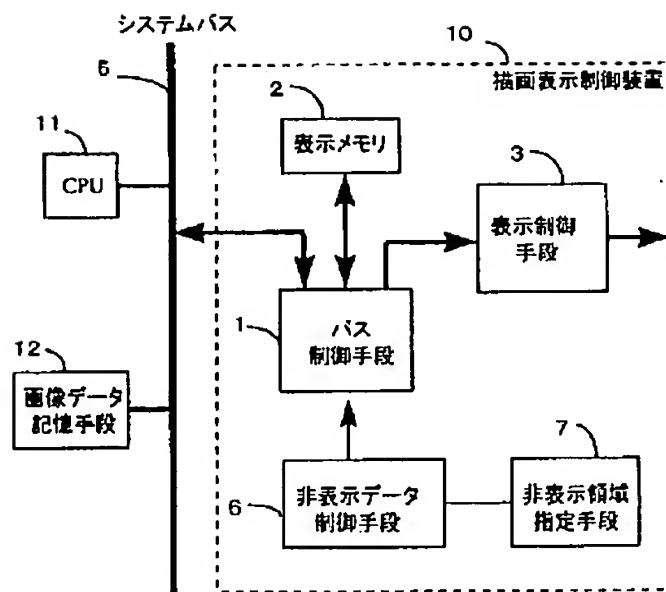 システムバス
5
10
描画表示制御装置
2
表示メモリ
11
CPU
3
表示制御
手段
1
バス
制御手段
12
画像データ
記憶手段
7
6
非表示データ
制御手段
非表示領域
指定手段